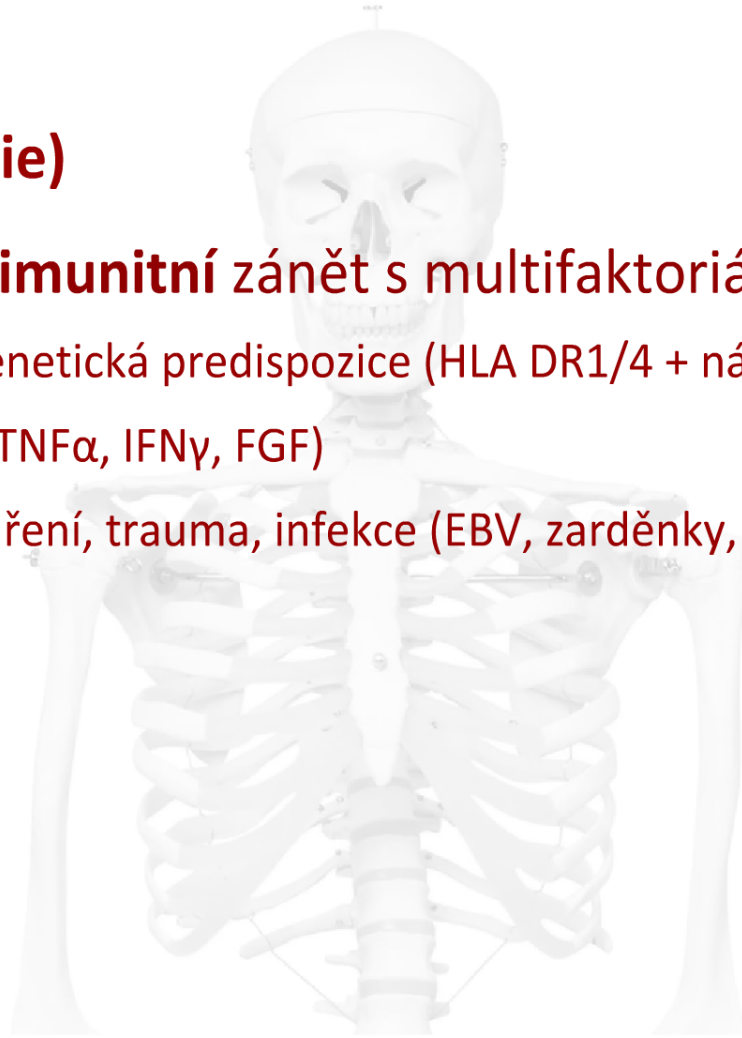 ie)
imunitní zánět s multifaktoriá
enetická predispozice (HLA DR1/4 + ná
TNFα, IFNγ, FGF)
ření, trauma, infekce (EBV, zarděnky,